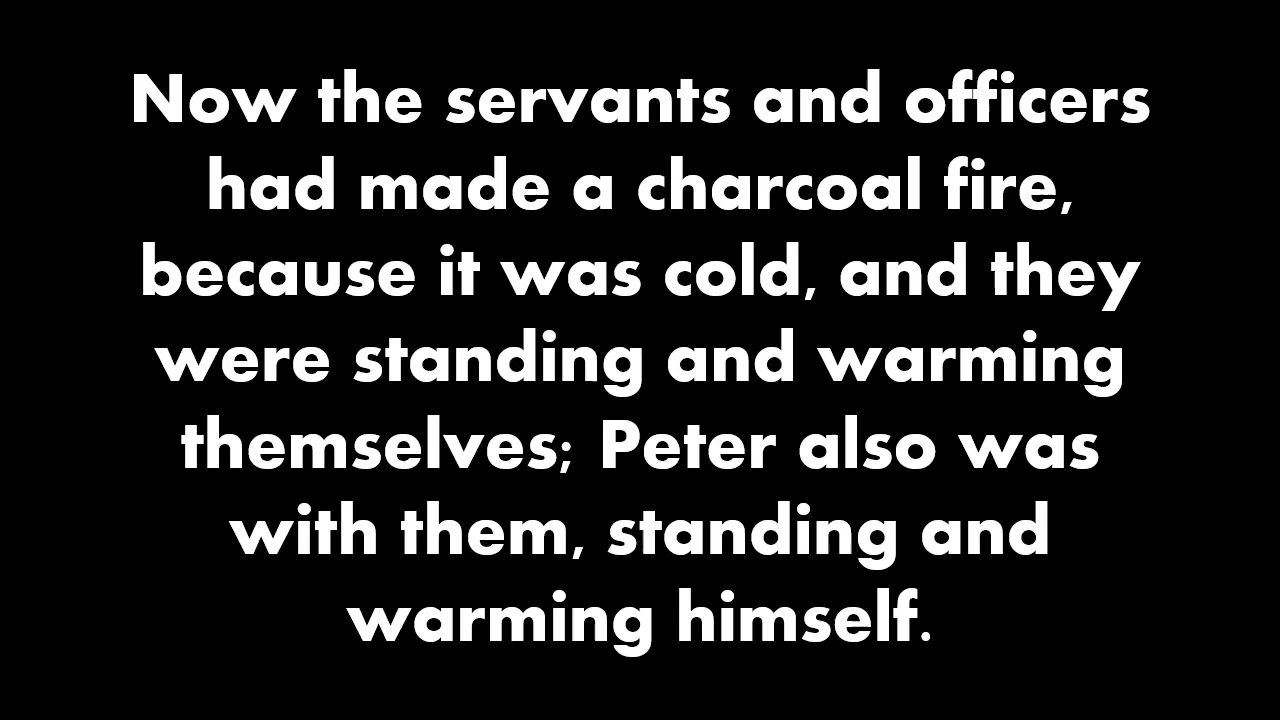 Now the servants and officers
had made a charcoal fire,
because it was cold, and they
were standing and warming
themselves; Peter also was
with them, standing and
warming himself.